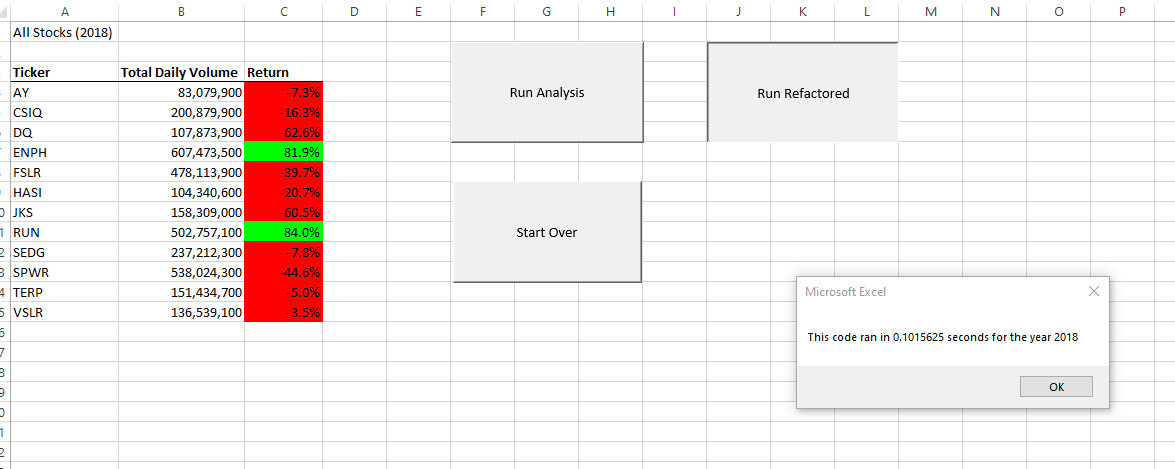 A B C D E F G H I J K L M N O P
All Stocks (2018)
Ticker Total Daily Volume Return
AY 83,079,900 -7.3%
CSIQ 200,879,900 -16.3%
DQ 107,873,900 -62.6%
ENPH 607,473,500 81.9%
FSLR 478,113,900 -39.7%
HASI 104,340,600 -20.7%
JKS 158,309,000 -60.5%
RUN 502,757,100 84.0%
SEDG 237,212,300 -7.8%
SPWR 538,024,300 -44.6%
TERP 151,434,700 -5.0%
VSLR 136,539,100 -3.5%
Run Analysis
Run Refactored
Start Over
Microsoft Excel
This code ran in 0.1015625 seconds for the year 2018
OK